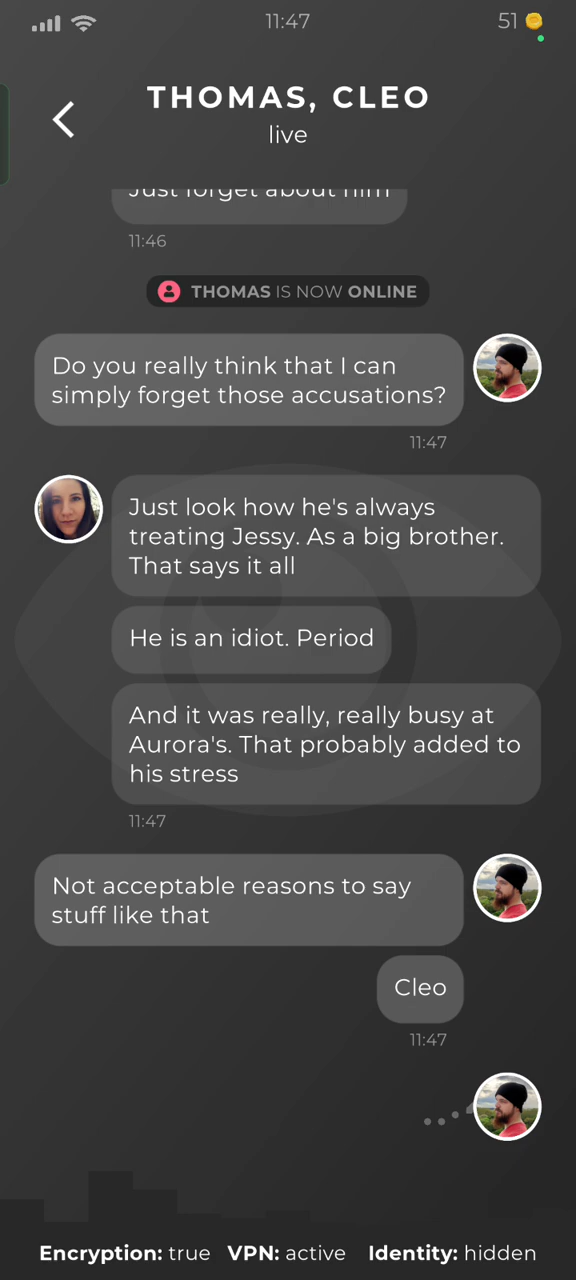 11:47
51
THOMAS, CLEO
live
Just forget about him
11:46
THOMAS IS NOW ONLINE
Do you really think that I can
simply forget those accusations?
11:47
Just look how he's always
treating Jessy. As a big brother.
That says it all
He is an idiot. Period
And it was really, really busy at
Aurora's. That probably added to
his stress
11:47
Not acceptable reasons to say
stuff like that
Cleo
11:47
Encryption: true VPN: active Identity: hidden